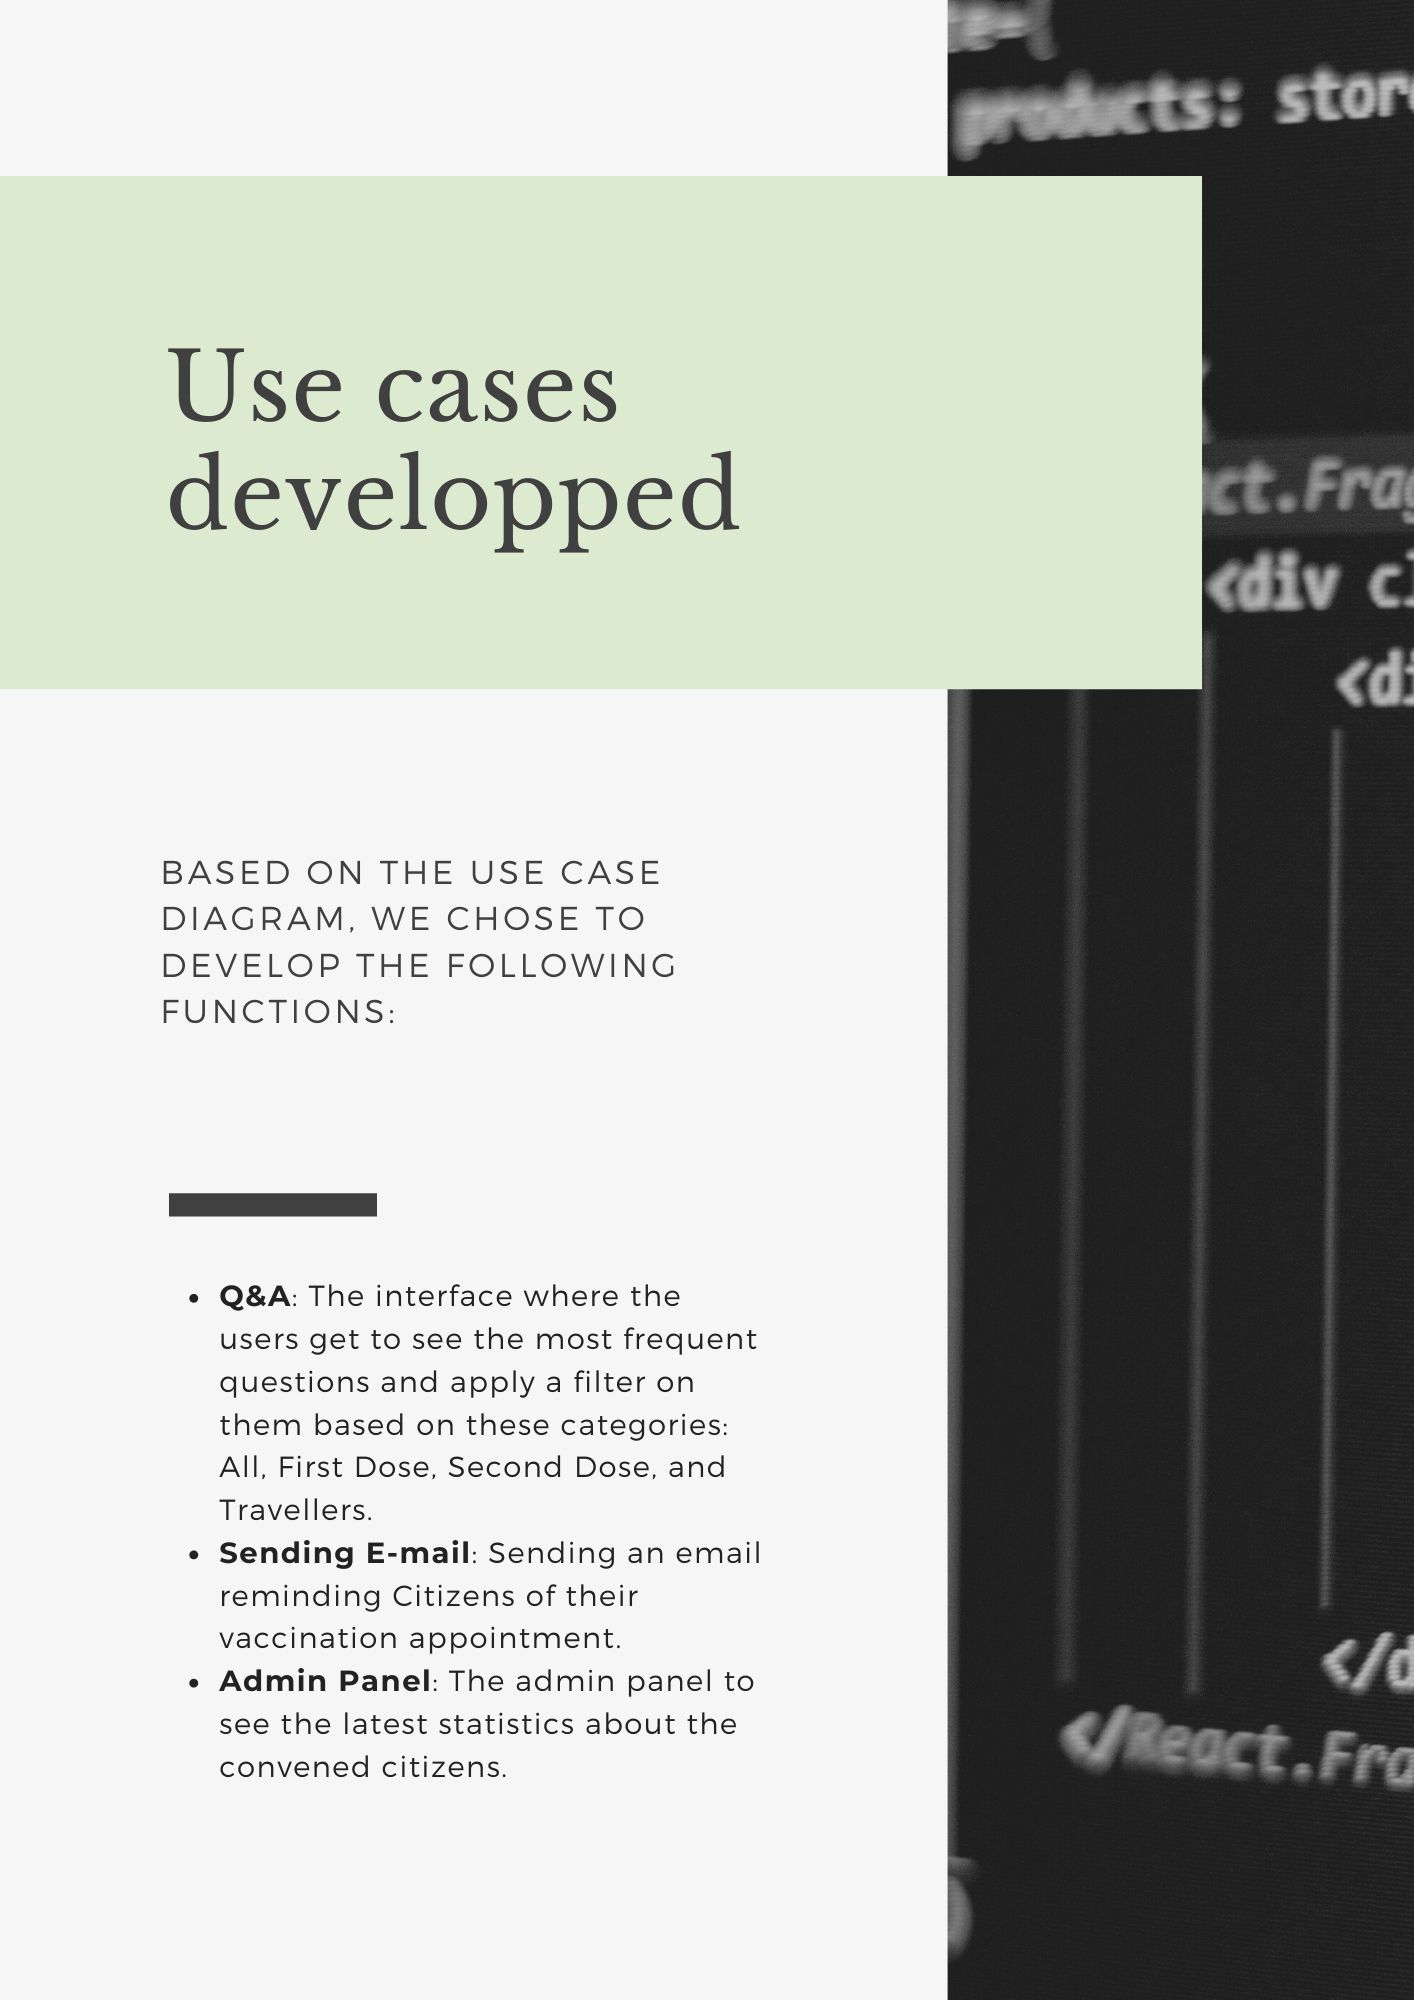 products: store
Use cases
developped
<div cl
BASED ON THE USE CASE
DIAGRAM, WE CHOSE TO
DEVELOP THE FOLLOWING
FUNCTIONS:
• Q&A: The interface where the
users get to see the most frequent
questions and apply a filter on
them based on these categories:
All, First Dose, Second Dose, and
Travellers.
• Sending E-mail: Sending an email
reminding Citizens of their
vaccination appointment.
• Admin Panel: The admin panel to
see the latest statistics about the
convened citizens.
</React.Fra